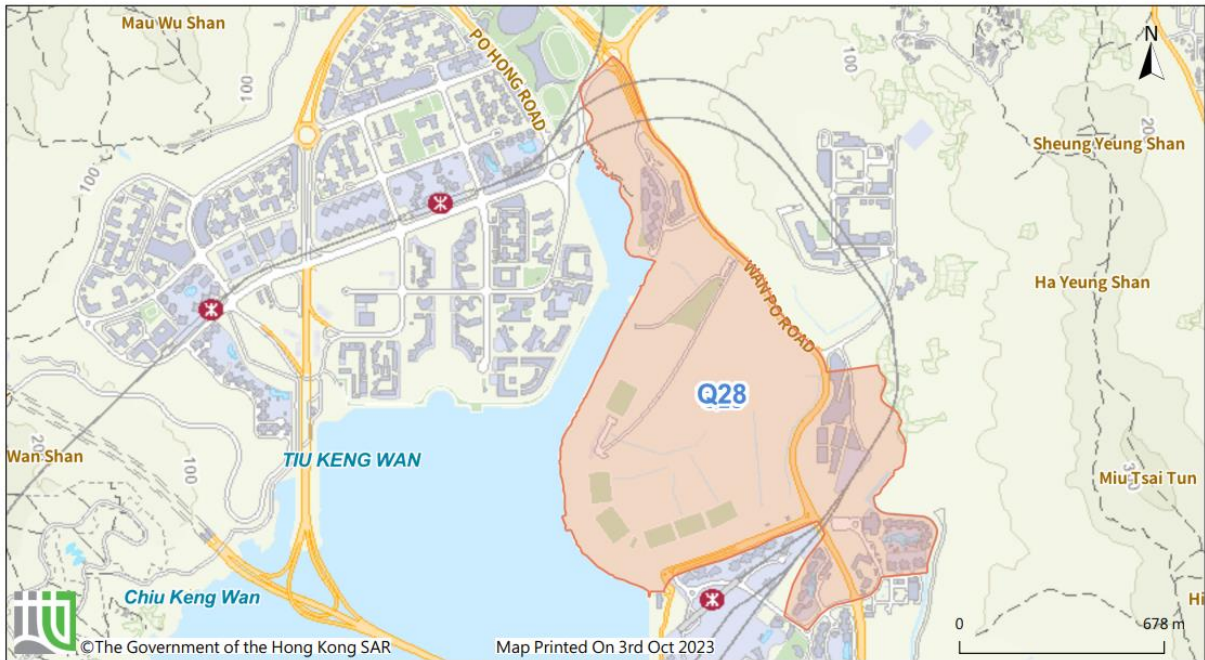 Mau Wu Shan
PO HONG ROAD
N
100
100
100
20
Sheung Yeung Shan
100
WAN PO ROAD
Ha Yeung Shan
Q28
Wan Shan
20
100
TIU KENG WAN
Miu Tsai Tun
Chiu Keng Wan
Hi
0
678 m
©The Government of the Hong Kong SAR
Map Printed On 3rd Oct 2023